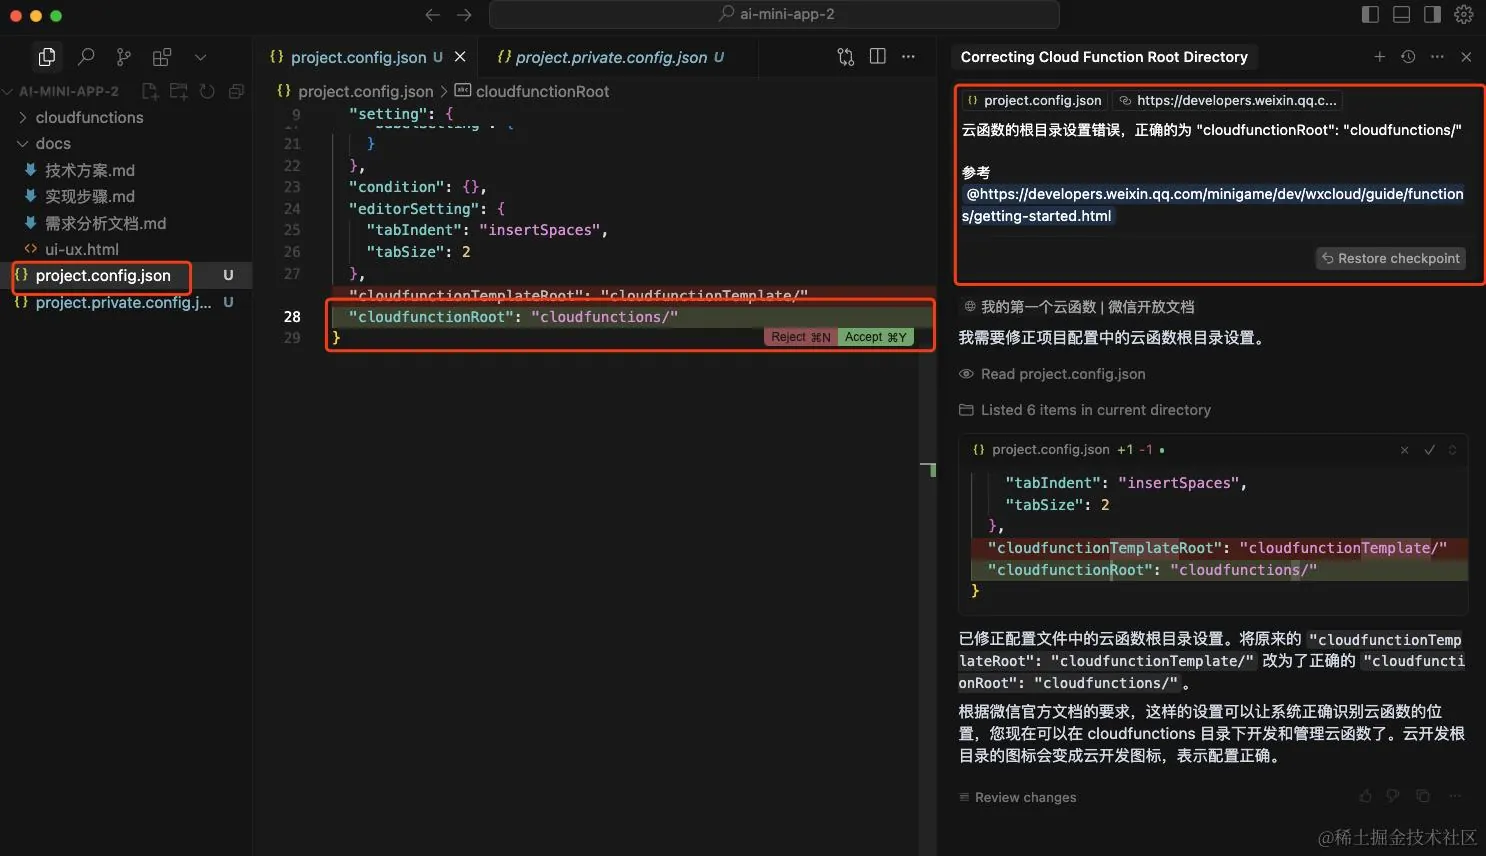 ai-mini-app-2
AI-MINI-APP-2
cloudfunctions
docs
技术方案.md
实现步骤.md
需求分析文档.md
ui-ux.html
project.config.json U
project.private.config.j... U
project.config.json U
project.private.config.json U
project.config.json > cloudfunctionRoot
9 "setting": {
21 }
22 },
23 "condition": {},
24 "editorSetting": {
25 "tabIndent": "insertSpaces",
26 "tabSize": 2
27 },
"cloudfunctionTemplateRoot": "cloudfunctionTemplate/"
28 "cloudfunctionRoot": "cloudfunctions/"
29 }
Reject ⌘N Accept ⌘Y
Correcting Cloud Function Root Directory
project.config.json https://developers.weixin.qq.c...
云函数的根目录设置错误，正确的为 "cloudfunctionRoot": "cloudfunctions/"
参考
@https://developers.weixin.qq.com/minigame/dev/wxcloud/guide/function
s/getting-started.html
Restore checkpoint
我的第一个云函数 | 微信开放文档
我需要修正项目配置中的云函数根目录设置。
Read project.config.json
Listed 6 items in current directory
project.config.json +1 -1
"tabIndent": "insertSpaces",
"tabSize": 2
},
"cloudfunctionTemplateRoot": "cloudfunctionTemplate/"
"cloudfunctionRoot": "cloudfunctions/"
}
已修正配置文件中的云函数根目录设置。将原来的 "cloudfunctionTemp
lateRoot": "cloudfunctionTemplate/" 改为了正确的 "cloudfuncti
onRoot": "cloudfunctions/"。
根据微信官方文档的要求，这样的设置可以让系统正确识别云函数的位
置，您现在可以在 cloudfunctions 目录下开发和管理云函数了。云开发根
目录的图标会变成云开发图标，表示配置正确。
Review changes
@稀土掘金技术社区